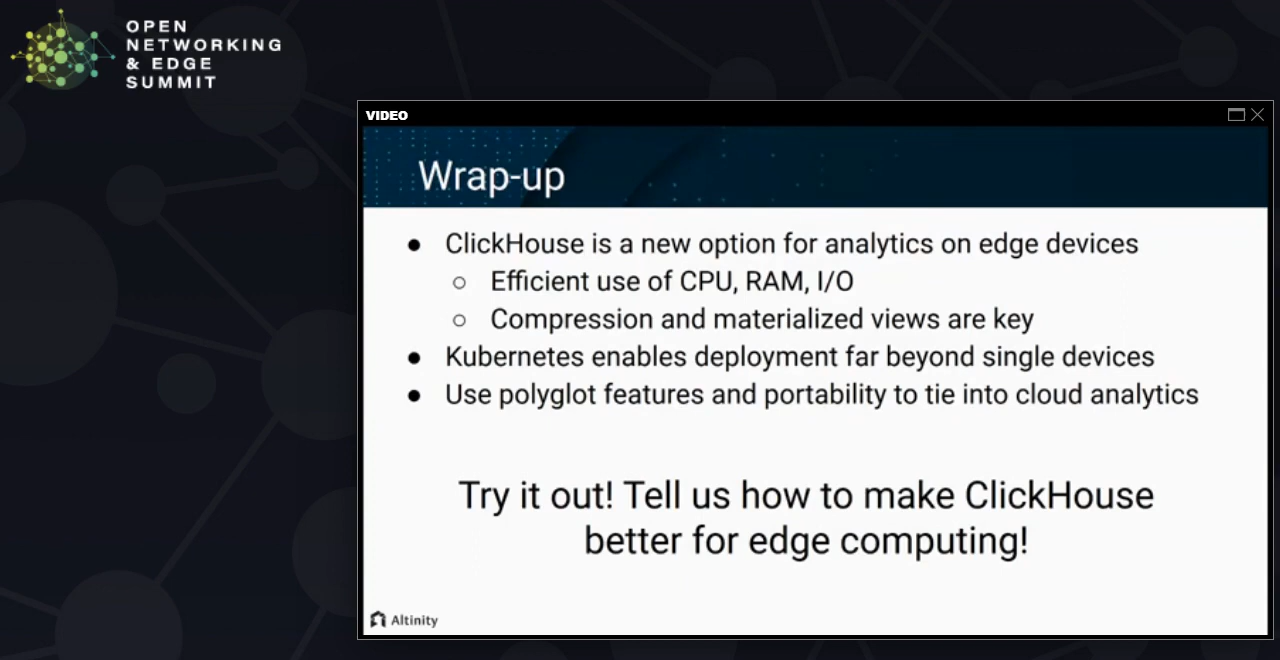 OPEN
NETWORKING
& EDGE
SUMMIT
VIDEO
Wrap-up
● ClickHouse is a new option for analytics on edge devices
○ Efficient use of CPU, RAM, I/O
○ Compression and materialized views are key
● Kubernetes enables deployment far beyond single devices
● Use polyglot features and portability to tie into cloud analytics
Try it out! Tell us how to make ClickHouse
better for edge computing!
Altinity